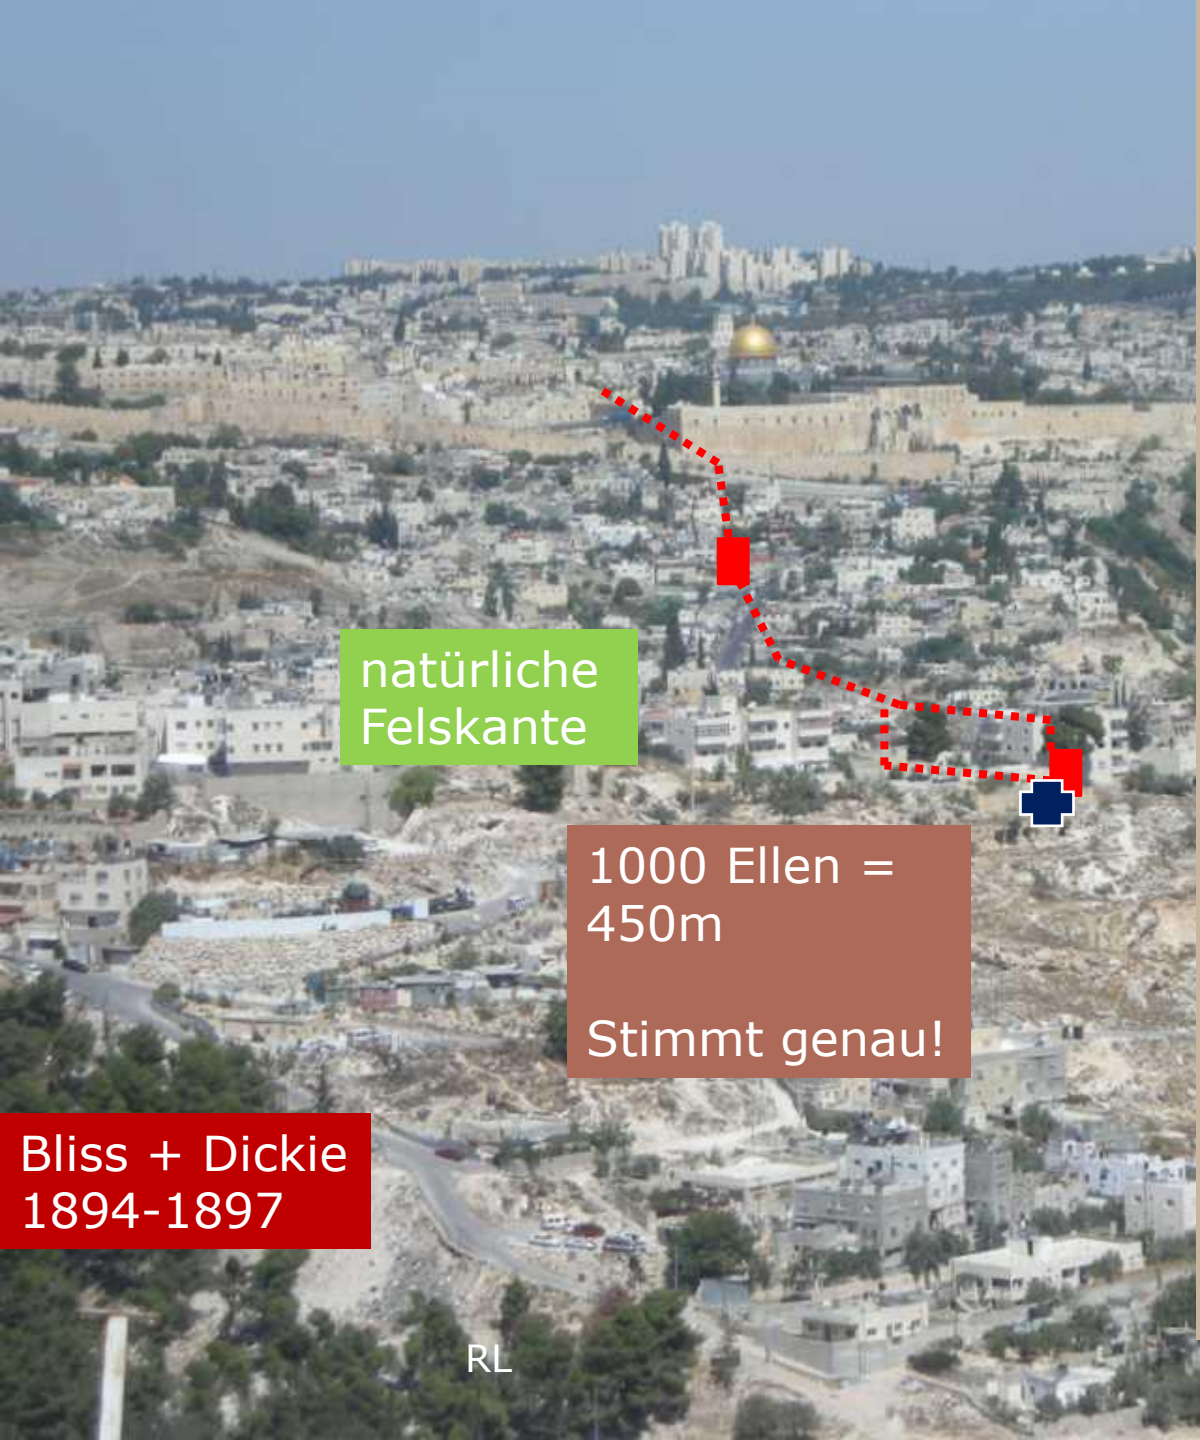 natürliche
Felskante
1000 Ellen =
450m
Stimmt genau!
Bliss + Dickie
1894-1897
RL